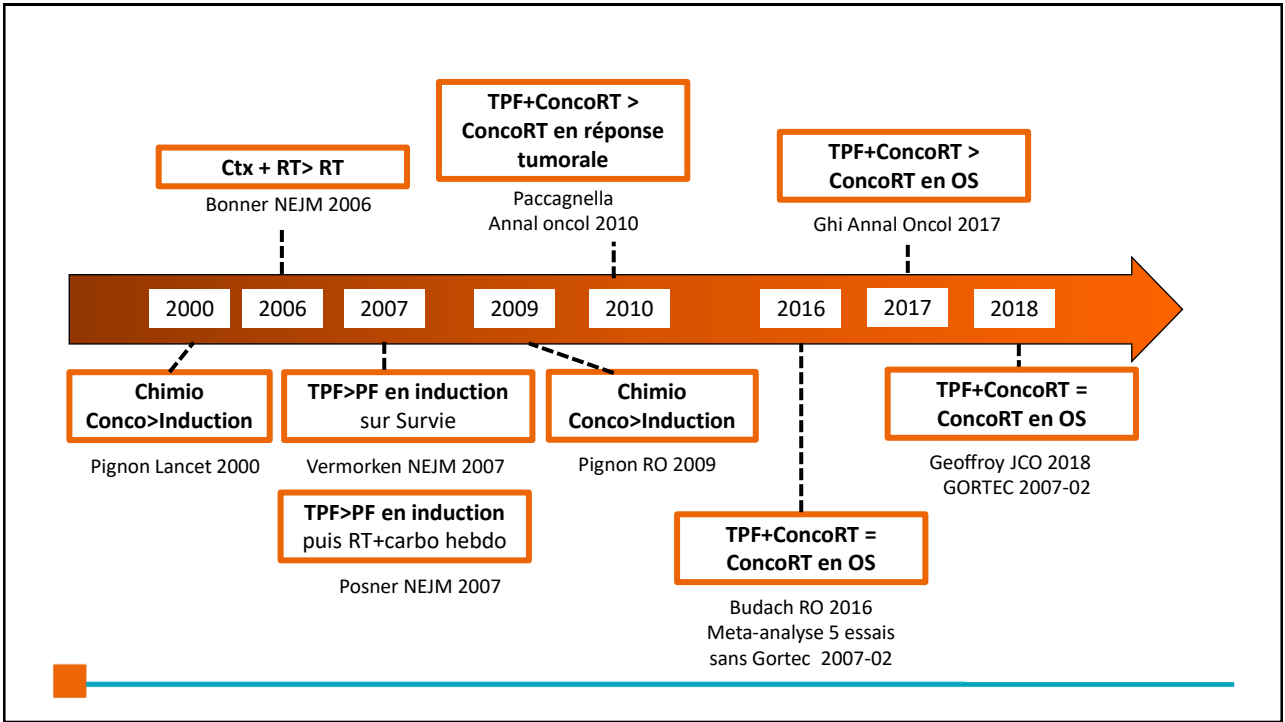 TPF+ConcoRT >
ConcoRT en réponse
tumorale
Paccagnella
Annal oncol 2010
Ctx + RT> RT
Bonner NEJM 2006
TPF+ConcoRT >
ConcoRT en OS
Ghi Annal Oncol 2017
2000
2006
2007
2009
2010
2016
2017
2018
Chimio
Conco>Induction
Pignon Lancet 2000
TPF>PF en induction
sur Survie
Vermorken NEJM 2007
TPF>PF en induction
puis RT+carbo hebdo
Posner NEJM 2007
Chimio
Conco>Induction
Pignon RO 2009
TPF+ConcoRT =
ConcoRT en OS
Budach RO 2016
Meta-analyse 5 essais
sans Gortec 2007-02
TPF+ConcoRT =
ConcoRT en OS
Geoffroy JCO 2018
GORTEC 2007-02